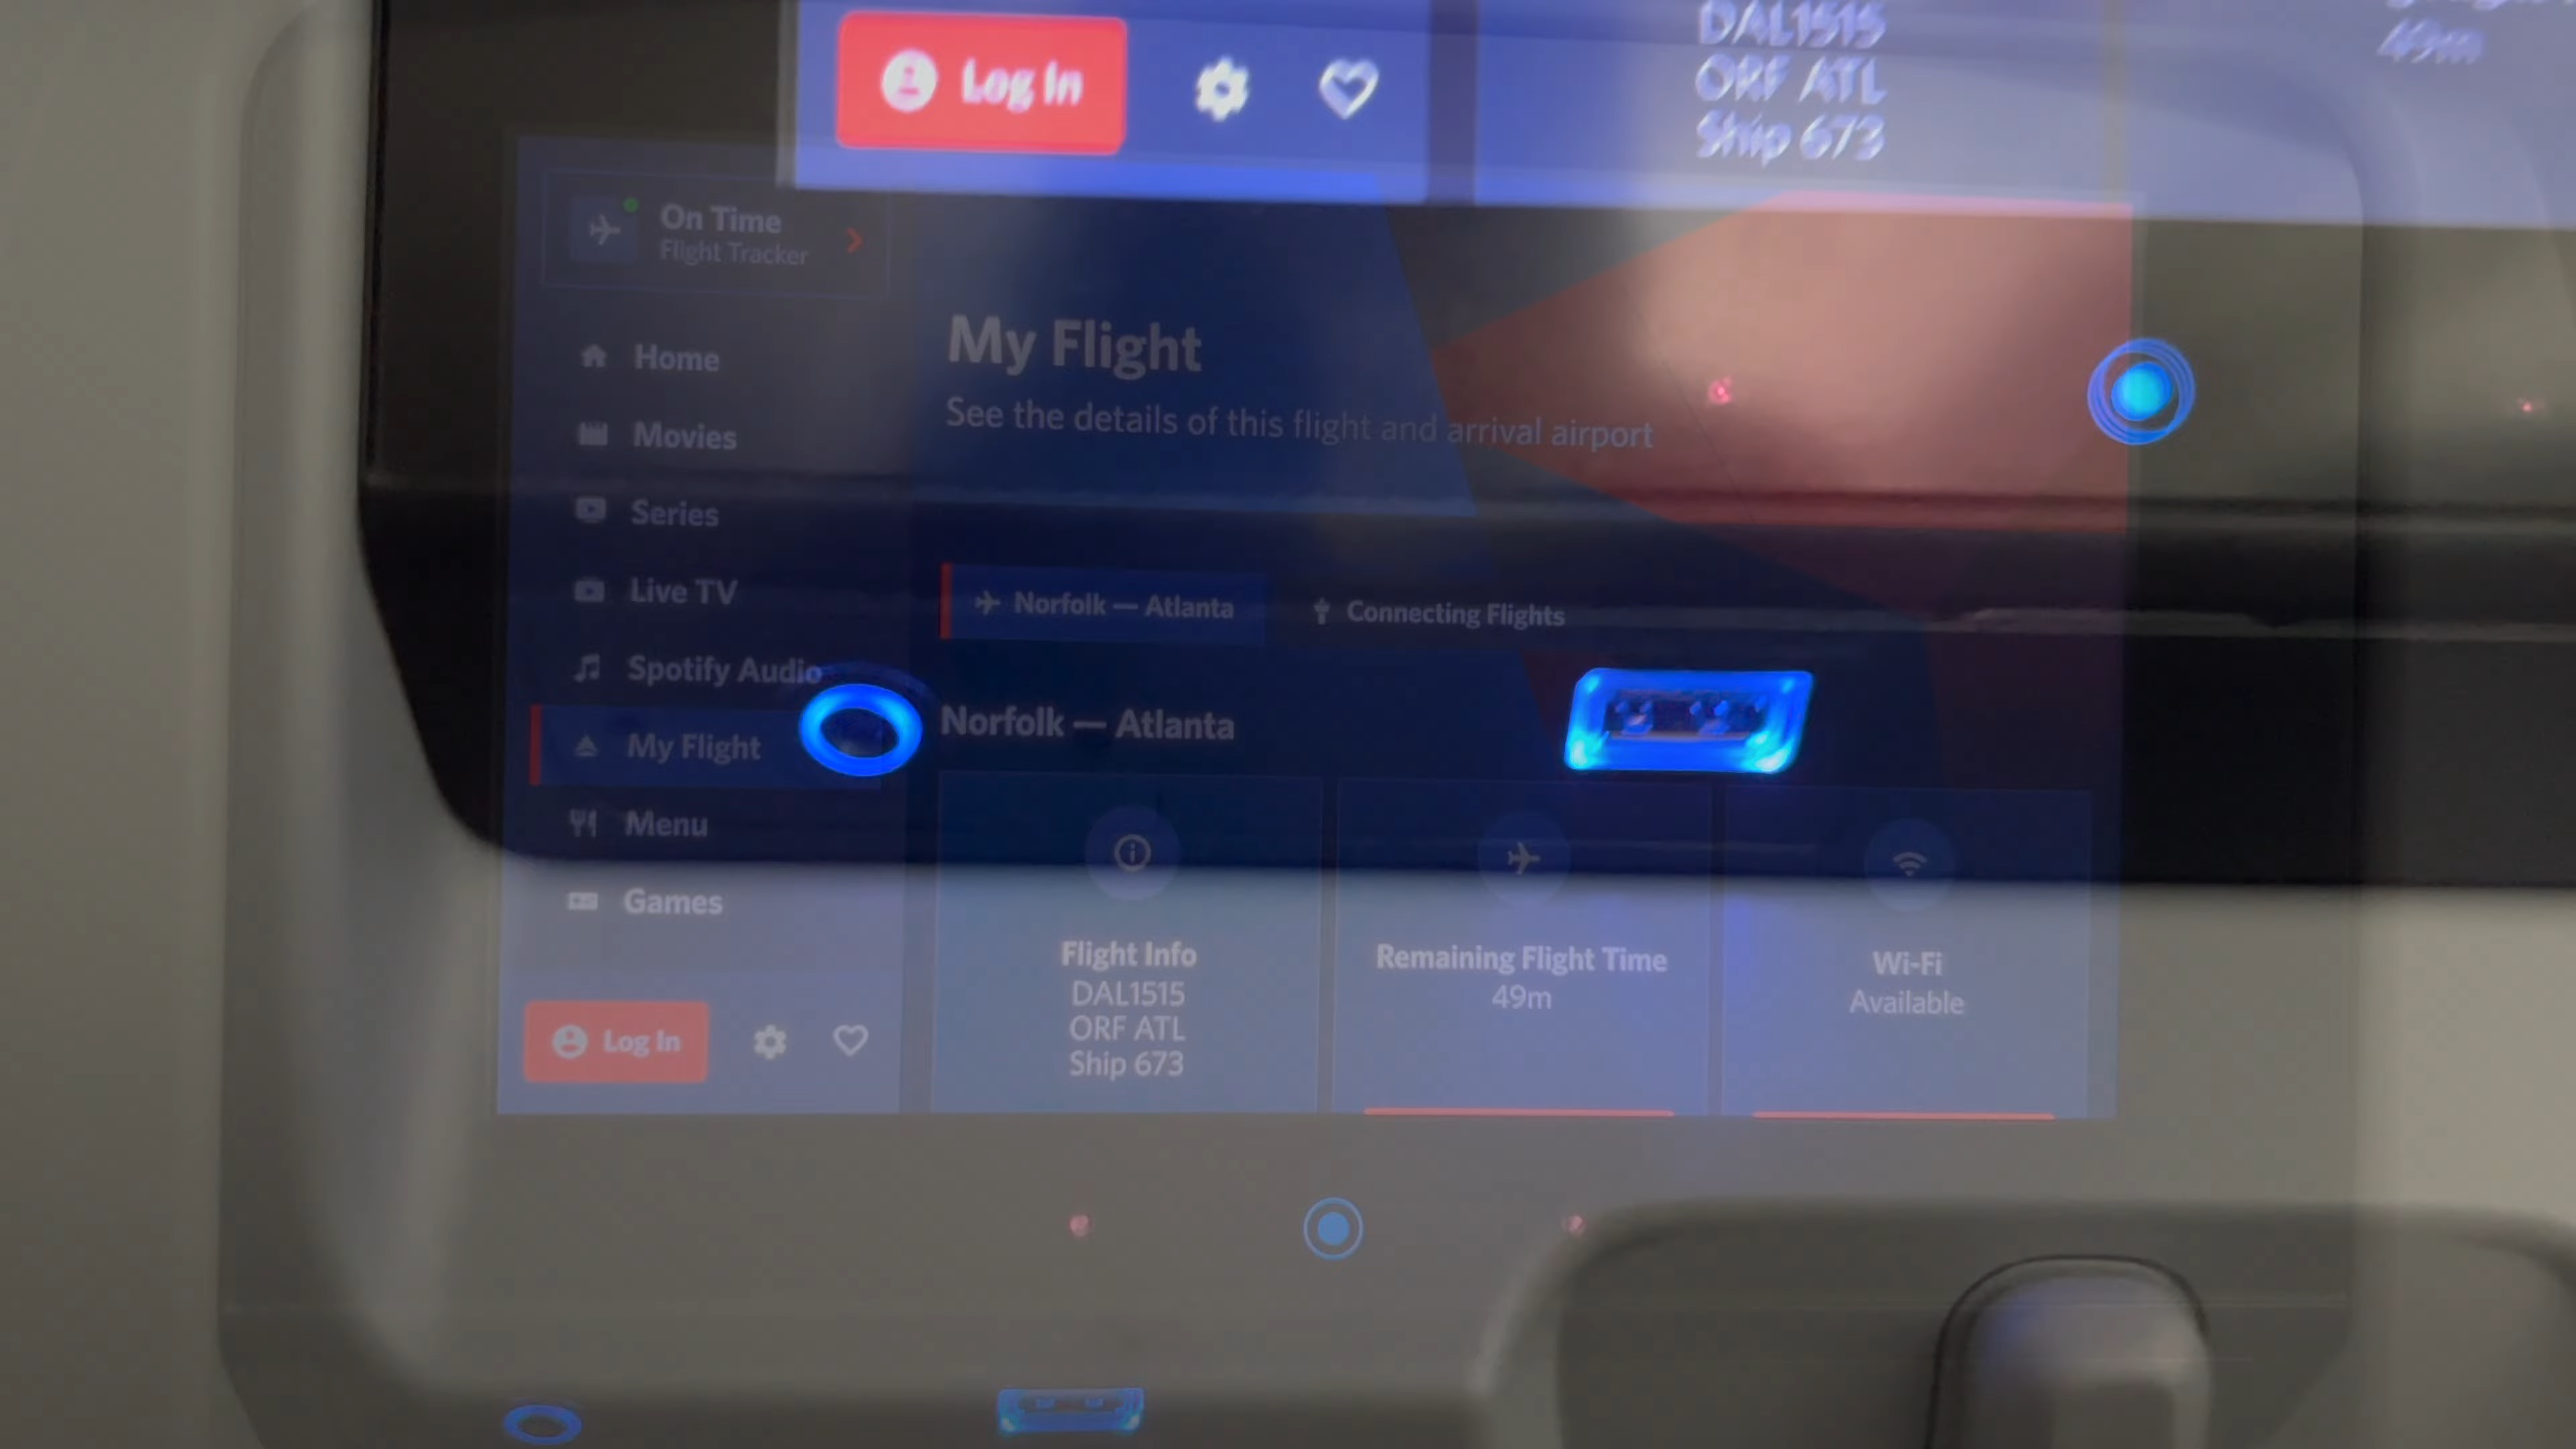 Log In
DAL1515
ORF ATL
Ship 673
49m
On Time
Flight Tracker
Home
Movies
Series
Live TV
Spotify Audio
My Flight
Menu
Games
Log In
My Flight
See the details of this flight and arrival airport
Norfolk — Atlanta
Connecting Flights
Norfolk — Atlanta
Flight Info
DAL1515
ORF ATL
Ship 673
Remaining Flight Time
49m
Wi-Fi
Available